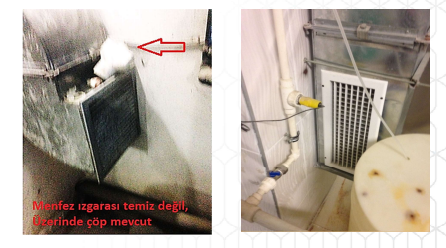 Menfez ızgarası temiz değil,
Üzerinde çöp mevcut